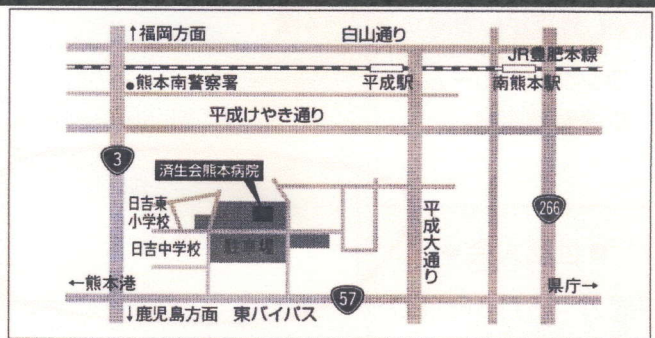 ↑福岡方面
白山通り
JR豊肥本線
●熊本南警察署
平成駅
南熊本駅
平成けやき通り
3
済生会熊本病院
日吉東
小学校
266
日吉中学校
駐車場
平成大通り
←熊本港
57
県庁→
↓鹿児島方面 東バイパス